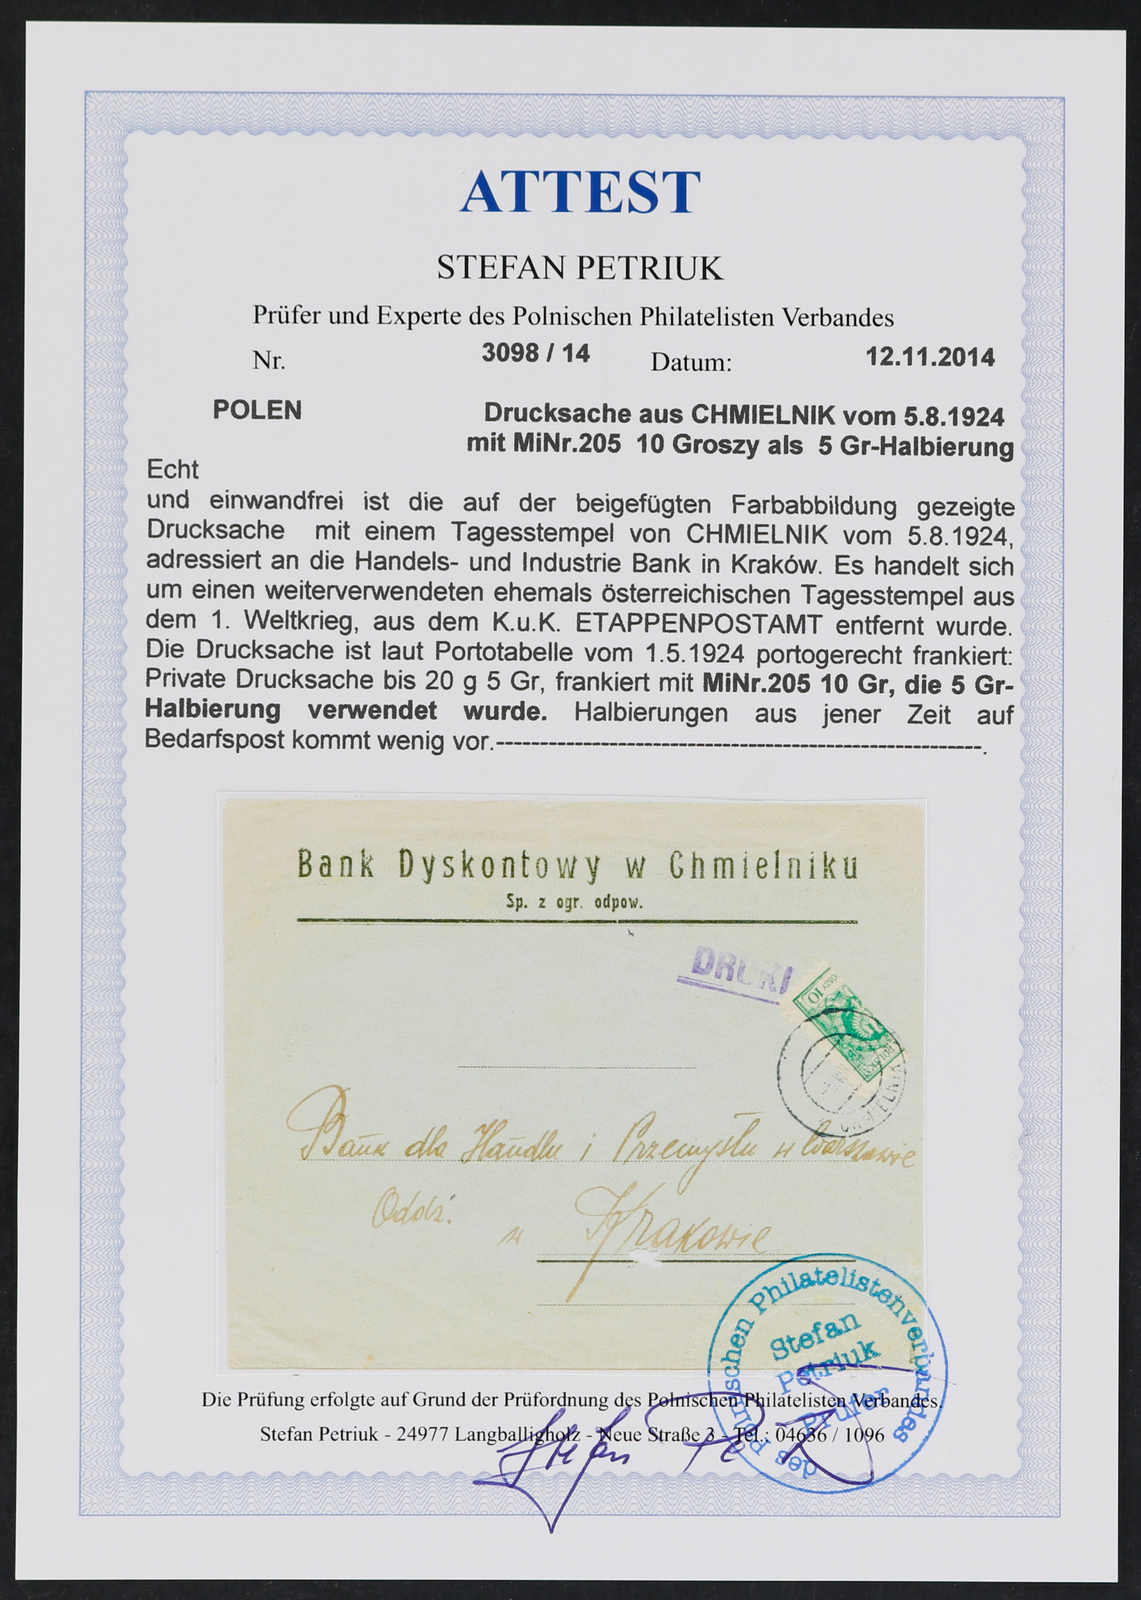 ATTEST
STEFAN PETRIUK
Prüfer und Experte des Polnischen Philatelisten Verbandes
Nr. 3098 / 14 Datum: 12.11.2014
POLEN Drucksache aus CHMIELNIK vom 5.8.1924
mit MiNr.205 10 Groszy als 5 Gr-Halbierung
Echt
und einwandfrei ist die auf der beigefügten Farbabbildung gezeigte
Drucksache mit einem Tagesstempel von CHMIELNIK vom 5.8.1924,
adressiert an die Handels- und Industrie Bank in Kraków. Es handelt sich
um einen weiterverwendeten ehemals österreichischen Tagesstempel aus
dem 1. Weltkrieg, aus dem K.u.K. ETAPPENPOSTAMT entfernt wurde.
Die Drucksache ist laut Portotabelle vom 1.5.1924 portogerecht frankiert:
Private Drucksache bis 20 g 5 Gr, frankiert mit MiNr.205 10 Gr, die 5 Gr-
Halbierung verwendet wurde. Halbierungen aus jener Zeit auf
Bedarfspost kommt wenig vor.------------------------------------------------------------.
Bank Dyskontowy w Chmielniku
Sp. z ogr. odpow.
DRUKI
10
Bank dla Handlu i Przemysłu w Warszawie
Oddz.
w Krakowie
des Polnischen Philatelistenverbandes
Stefan
Petriuk
Prüfer
Die Prüfung erfolgte auf Grund der Prüfordnung des Polnischen Philatelisten Verbandes.
Stefan Petriuk - 24977 Langballigholz - Neue Straße 3 - Tel.: 04636 / 1096